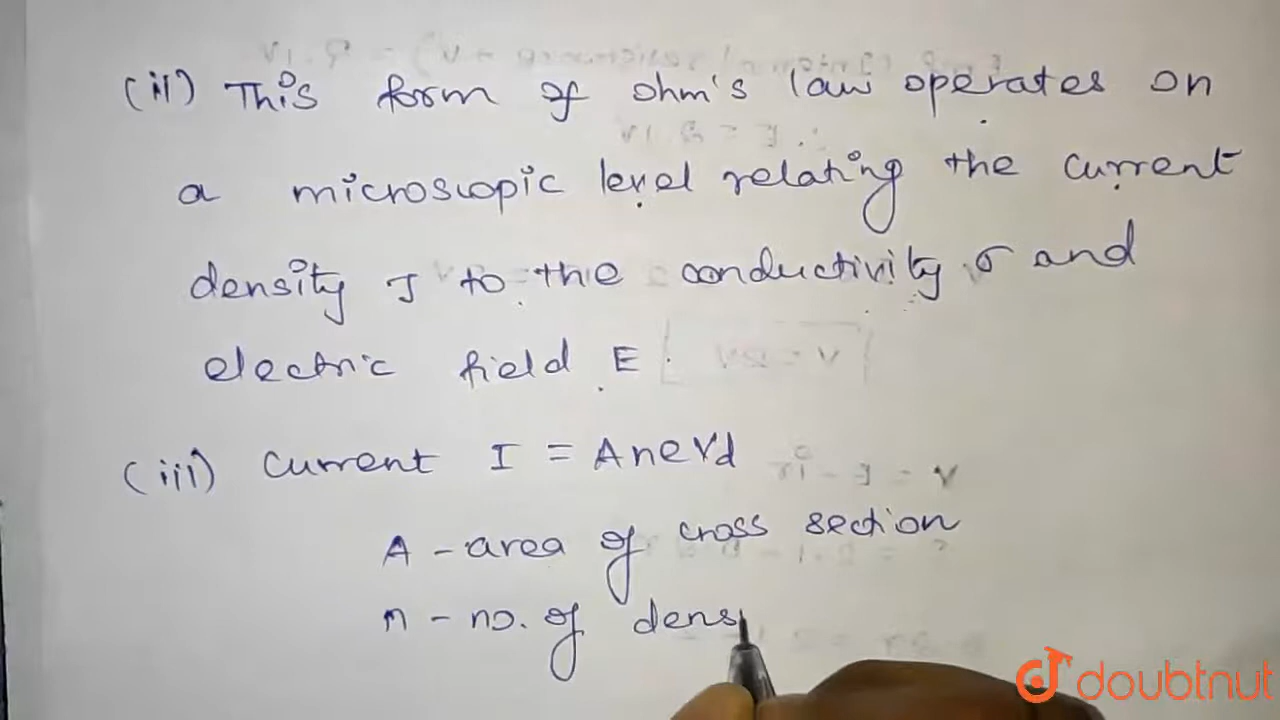 (ii) This form of ohm's law operates on
a microscopic level relating the current
density J to the conductivity σ and
electric field E.
(iii) Current I = AneVd
A - area of cross section
n - no. of dens
doubtnut